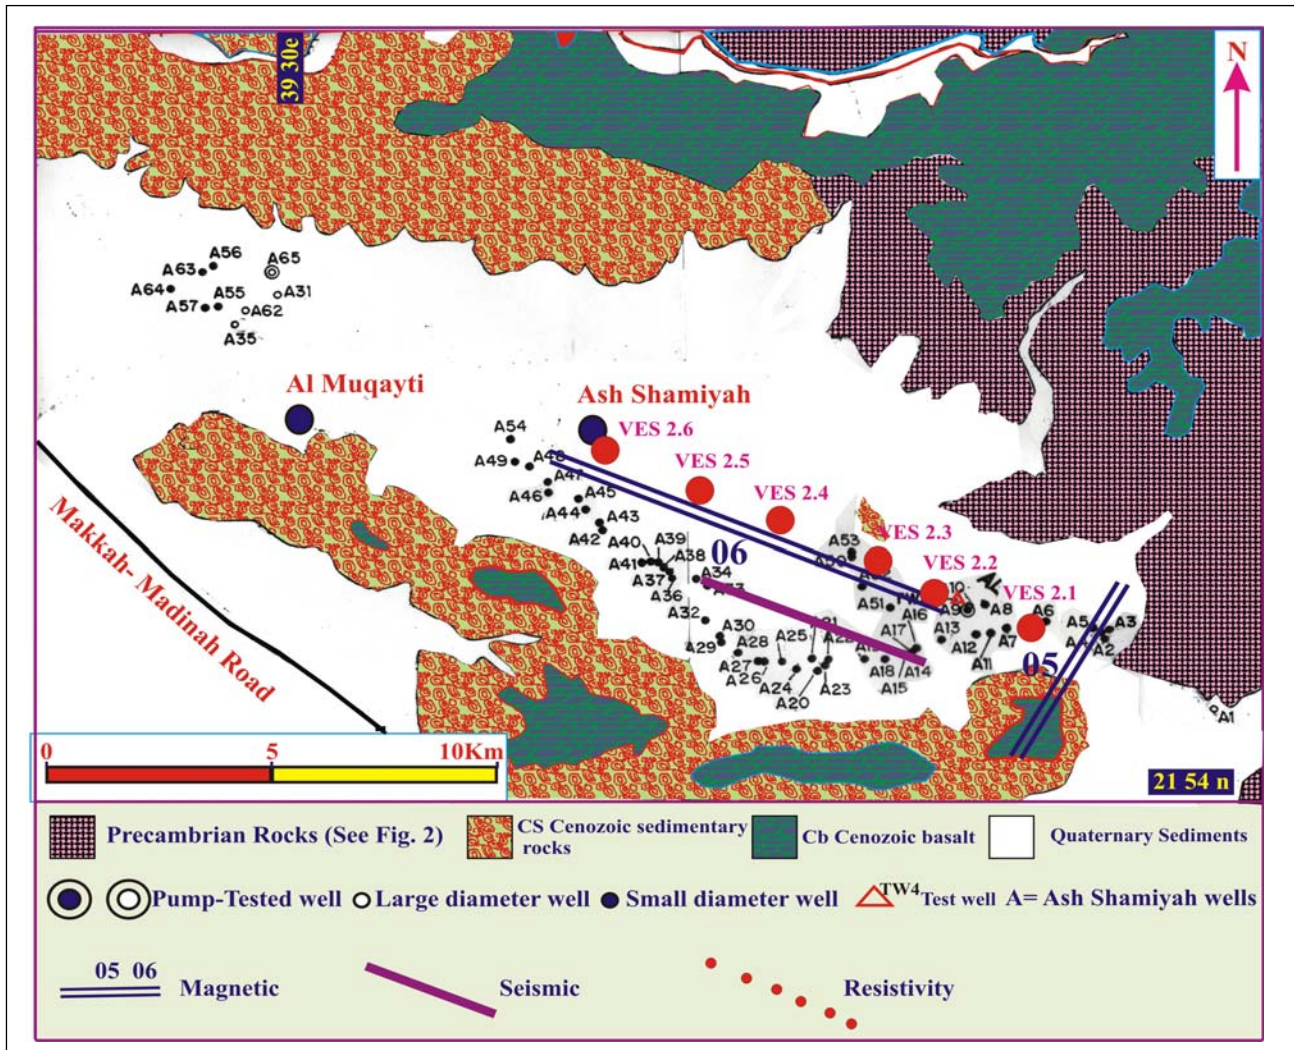 39 30e
N
A56
A63
A65
A64
A31
A55
A57
A62
A35
Al Muqayti
Ash Shamiyah
A54
VES 2.6
A49
A48
VES 2.5
A47
A46
A45
VES 2.4
A44
A43
A42
A53
VES 2.3
A39
A40
06
A38
A41
A34
VES 2.2
A37
10
AL
VES 2.1
A36
A51
A9
A8
A6
A16
A32
A30
A17
A13
A5
A3
A28
A25
A7
A2
A29
A12
A11
A27
A26
A24
A23
A18
A14
05
A20
A15
A1
Makkah- Madinah Road
0 5 10Km
21 54 n
Precambrian Rocks (See Fig. 2)
CS Cenozoic sedimentary
rocks
Cb Cenozoic basalt
Quaternary Sediments
Pump-Tested well
Large diameter well
Small diameter well
TW4 Test well
A= Ash Shamiyah wells
05 06
Magnetic
Seismic
Resistivity